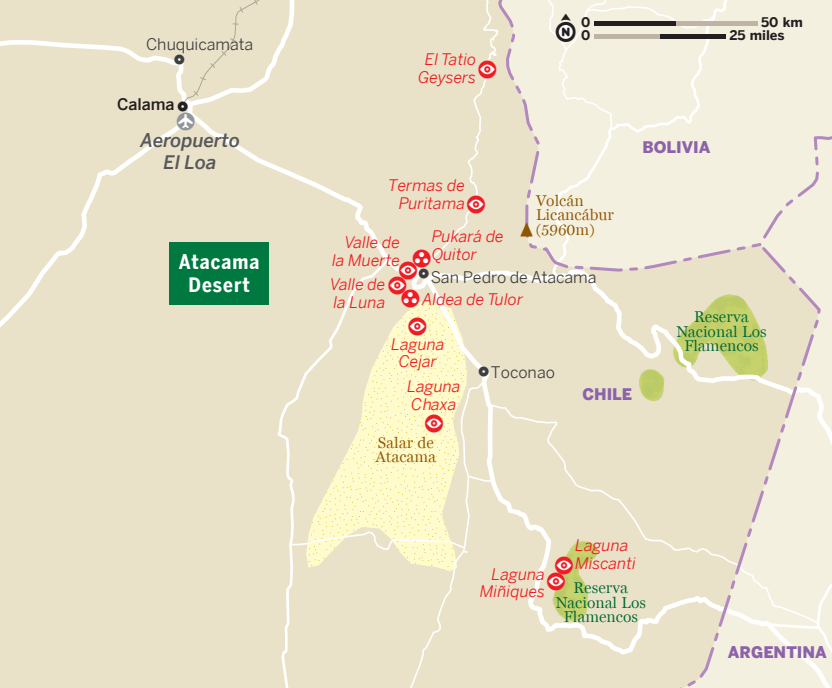 0 50 km
N
0 25 miles
Chuquicamata
El Tatio
Geysers
Calama
Aeropuerto
El Loa
BOLIVIA
Termas de
Puritama
Volcán
Licancábur
(5960m)
Pukará de
Quitor
Valle de
la Muerte
Atacama
Desert
San Pedro de Atacama
Valle de
la Luna
Aldea de Tulor
Reserva
Nacional Los
Flamencos
Laguna
Cejar
Toconao
Laguna
Chaxa
CHILE
Salar de
Atacama
Laguna
Miscanti
Laguna
Miñiques
Reserva
Nacional Los
Flamencos
ARGENTINA